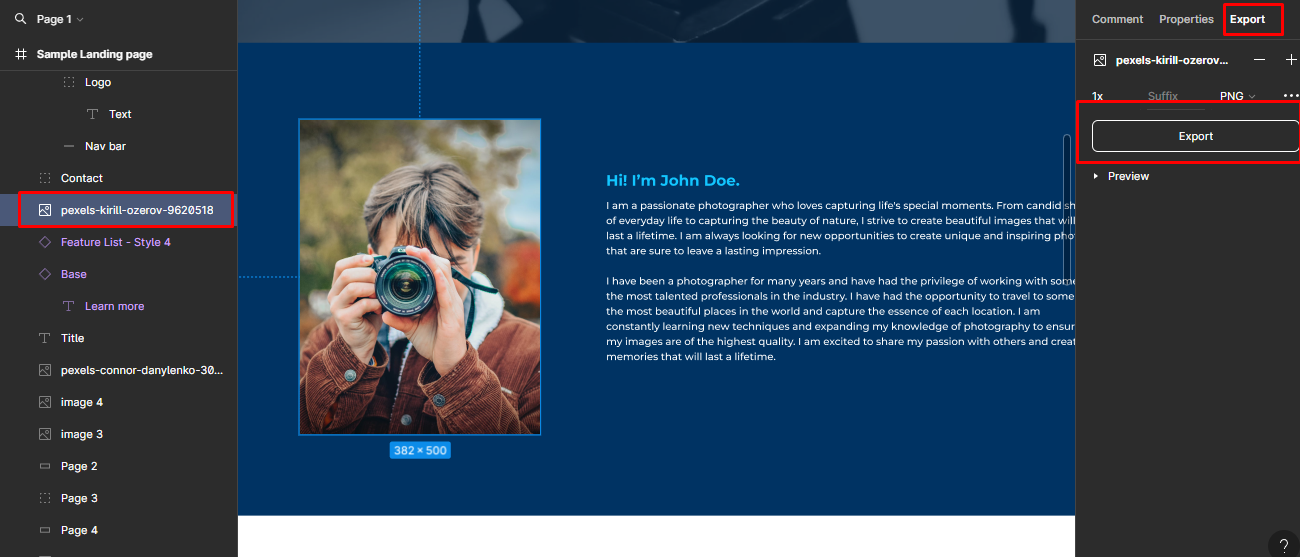 Page 1
Sample Landing page
Logo
Text
Nav bar
Contact
pexels-kirill-ozerov-9620518
Feature List - Style 4
Base
Learn more
Title
pexels-connor-danylenko-30...
image 4
image 3
Page 2
Page 3
Page 4
382 × 500
Hi! I'm John Doe.
I am a passionate photographer who loves capturing life's special moments. From candid sh
of everyday life to capturing the beauty of nature, I strive to create beautiful images that will
last a lifetime. I am always looking for new opportunities to create unique and inspiring pho
that are sure to leave a lasting impression.
I have been a photographer for many years and have had the privilege of working with some
the most talented professionals in the industry. I have had the opportunity to travel to some
the most beautiful places in the world and capture the essence of each location. I am
constantly learning new techniques and expanding my knowledge of photography to ensur
my images are of the highest quality. I am excited to share my passion with others and creat
memories that will last a lifetime.
Comment Properties Export
pexels-kirill-ozerov...
1x Suffix PNG
Export
Preview
?